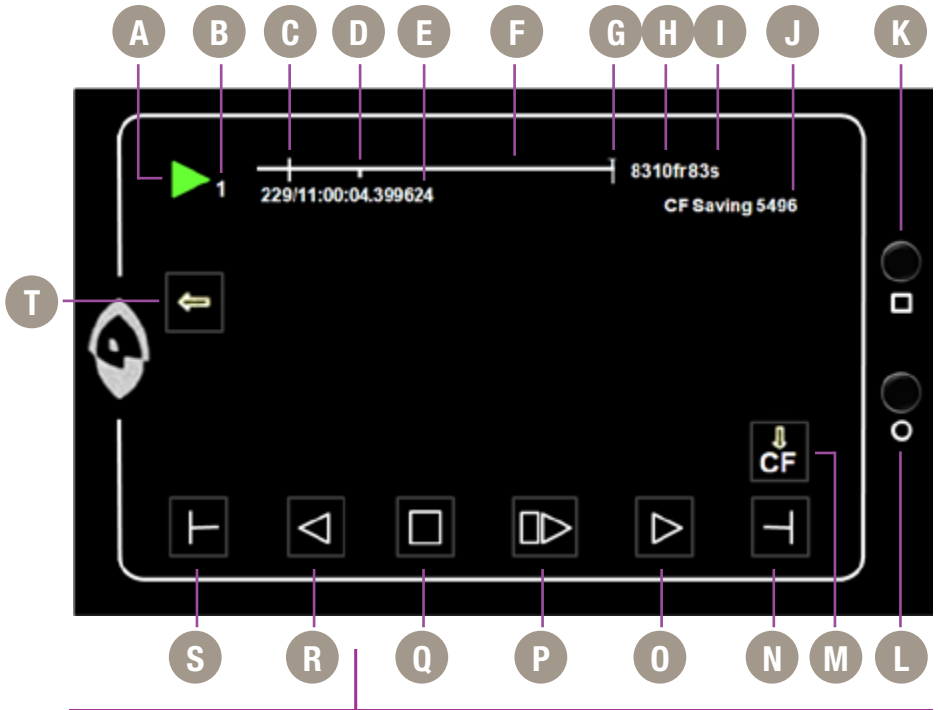 A B C D E F G H I J K
1 8310fr83s
229/11:00:04.399624
CF Saving 5496
T
CF
S R Q P O N M L